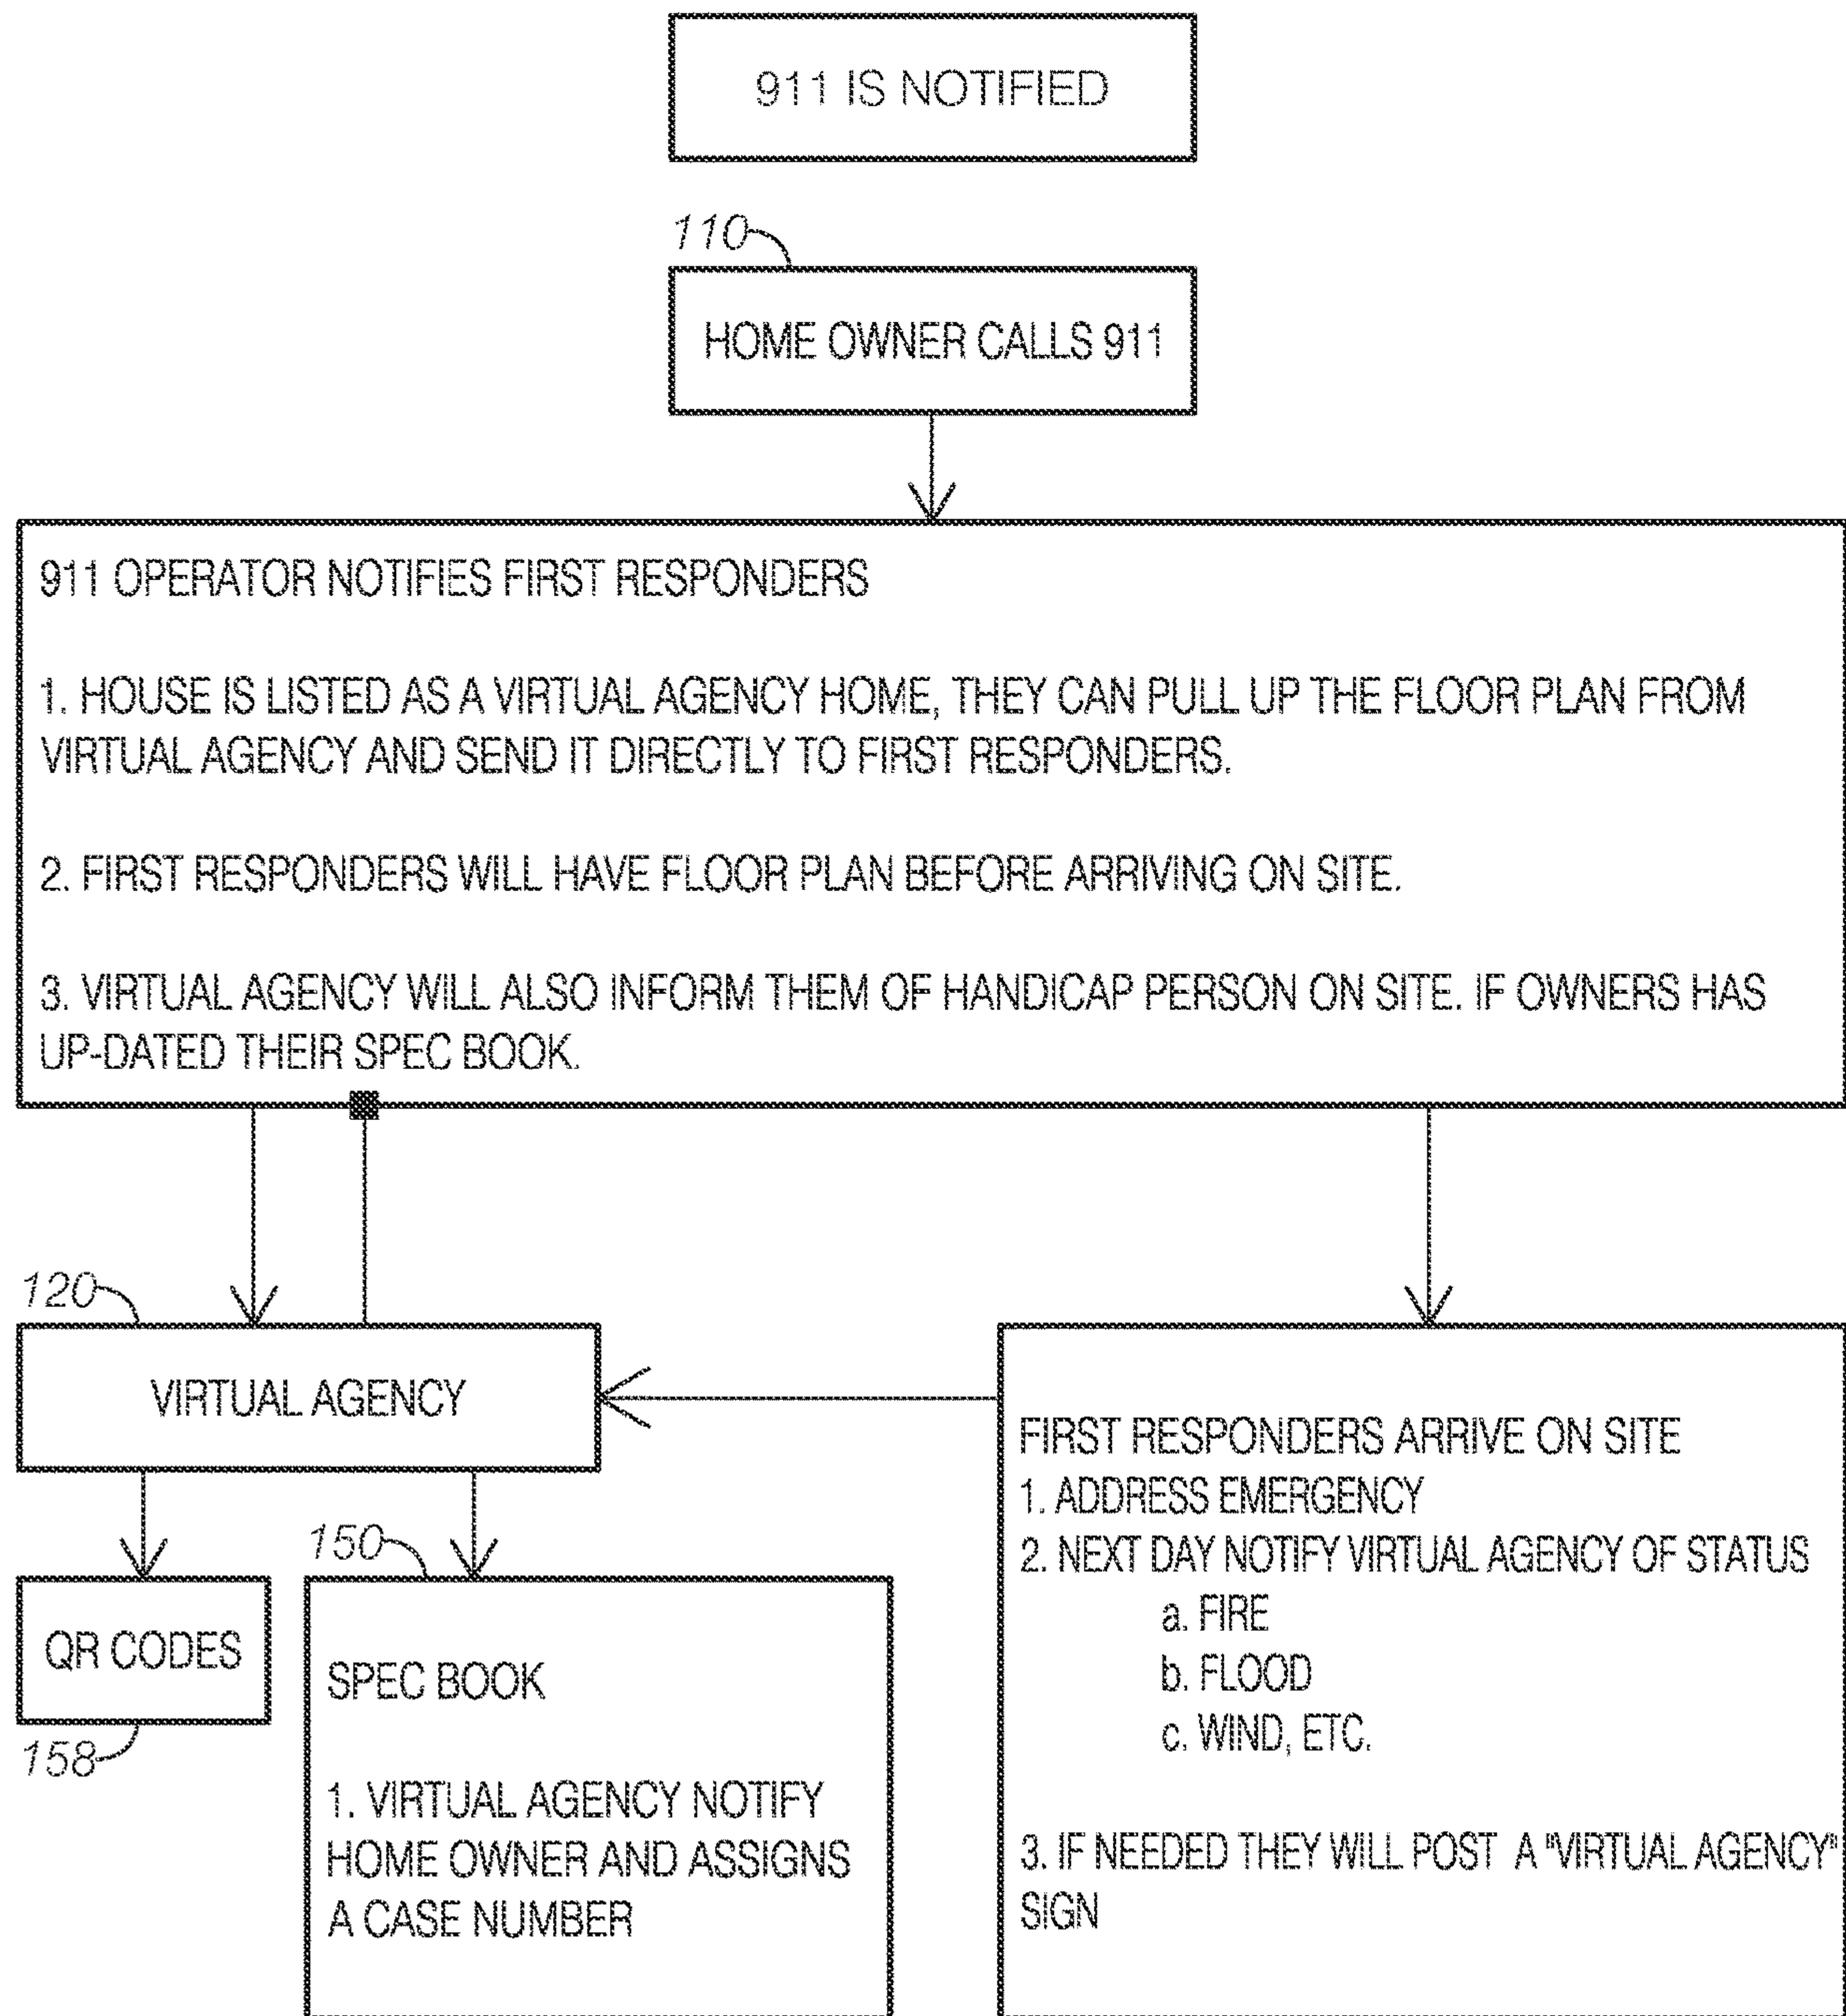 911 IS NOTIFIED
110
HOME OWNER CALLS 911
911 OPERATOR NOTIFIES FIRST RESPONDERS
1. HOUSE IS LISTED AS A VIRTUAL AGENCY HOME, THEY CAN PULL UP THE FLOOR PLAN FROM
VIRTUAL AGENCY AND SEND IT DIRECTLY TO FIRST RESPONDERS.
2. FIRST RESPONDERS WILL HAVE FLOOR PLAN BEFORE ARRIVING ON SITE.
3. VIRTUAL AGENCY WILL ALSO INFORM THEM OF HANDICAP PERSON ON SITE. IF OWNERS HAS
UP-DATED THEIR SPEC BOOK.
120
VIRTUAL AGENCY
QR CODES
158
150
SPEC BOOK
1. VIRTUAL AGENCY NOTIFY
HOME OWNER AND ASSIGNS
A CASE NUMBER
FIRST RESPONDERS ARRIVE ON SITE
1. ADDRESS EMERGENCY
2. NEXT DAY NOTIFY VIRTUAL AGENCY OF STATUS
a. FIRE
b. FLOOD
c. WIND, ETC.
3. IF NEEDED THEY WILL POST A "VIRTUAL AGENCY"
SIGN